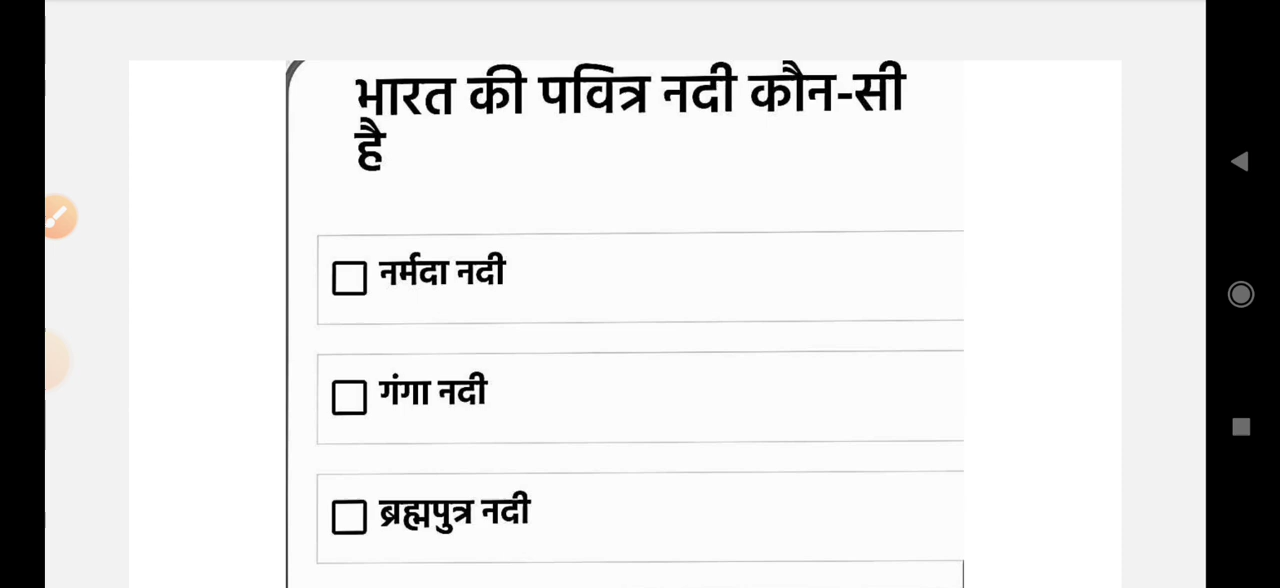 भारत की पवित्र नदी कौन-सी
है
नर्मदा नदी
गंगा नदी
ब्रह्मपुत्र नदी